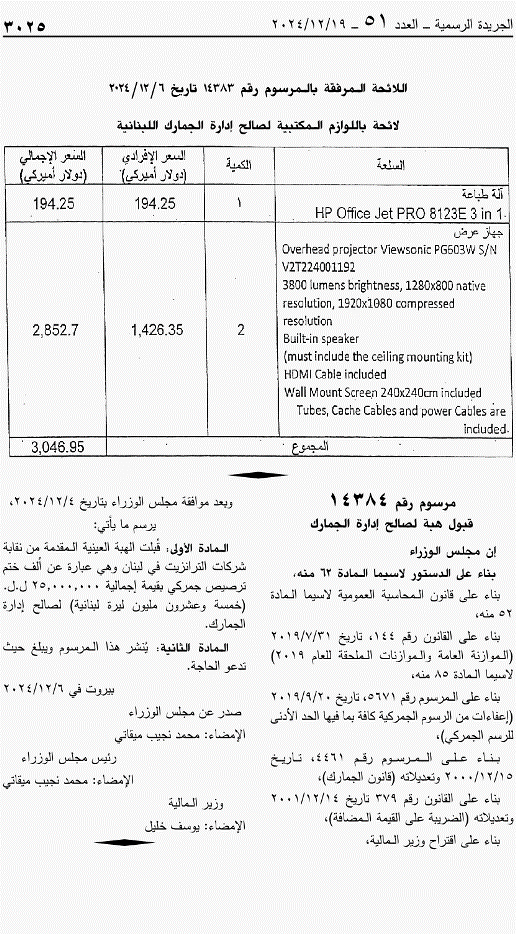 الجريدة الرسمية – العدد ٥١ – ٢٠٢٤/١٢/١٩
٣٠٢٥
اللائحة المرفقة بالمرسوم رقم ١٤٣٨٣ تاريخ ٢٠٢٤/١٢/٦
لائحة باللوازم المكتبية لصالح إدارة الجمارك اللبنانية
السلعة
الكمية
السعر الإفرادي
(دولار أميركي)
السعر الإجمالي
(دولار أميركي)
آلة طباعة
HP Office Jet PRO 8123E 3 in 1
١
194.25
194.25
جهاز عرض
Overhead projector Viewsonic PG603W S/N
V2T224001192
3800 lumens brightness, 1280x800 native
resolution, 1920x1080 compressed
resolution
Built-in speaker
(must include the ceiling mounting kit)
HDMI Cable included
Wall Mount Screen 240x240cm included
Tubes, Cache Cables and power Cables are
included
2
1,426.35
2,852.7
المجموع
3,046.95
مرسوم رقم ١٤٣٨٤
قبول هبة لصالح إدارة الجمارك
إن مجلس الوزراء
بناء على الدستور لاسيما المادة ٦٢ منه،
بناء على قانون المحاسبة العمومية لاسيما المادة
٥٢ منه،
بناء على القانون رقم ١٤٤، تاريخ ٢٠١٩/٧/٣١
(الموازنة العامة والموازنات الملحقة للعام ٢٠١٩)
لاسيما المادة ٨٥ منه،
بناء على المرسوم رقم ٥٦٧١، تاريخ ٢٠١٩/٩/٢٠
(إعفاءات من الرسوم الجمركية كافة بما فيها الحد الأدنى
للرسم الجمركي)،
بناء على المرسوم رقم ٤٤٦١، تاريخ
٢٠٠٠/١٢/١٥ وتعديلاته (قانون الجمارك)،
بناء على القانون رقم ٣٧٩ تاريخ ٢٠٠١/١٢/١٤
وتعديلاته (الضريبة على القيمة المضافة)،
بناء على اقتراح وزير المالية،
وبعد موافقة مجلس الوزراء بتاريخ ٢٠٢٤/١٢/٤،
يرسم ما يأتي:
المادة الأولى: قُبلت الهبة العينية المقدمة من نقابة
شركات الترانزيت في لبنان وهي عبارة عن ألف ختم
ترصيص جمركي بقيمة إجمالية ٢٥,٠٠٠,٠٠٠ ل.ل.
(خمسة وعشرون مليون ليرة لبنانية) لصالح إدارة
الجمارك.
المادة الثانية: يُنشر هذا المرسوم ويبلغ حيث
تدعو الحاجة.
بيروت في ٢٠٢٤/١٢/٦
صدر عن مجلس الوزراء
الإمضاء: محمد نجيب ميقاتي
رئيس مجلس الوزراء
الإمضاء: محمد نجيب ميقاتي
وزير المالية
الإمضاء: يوسف خليل